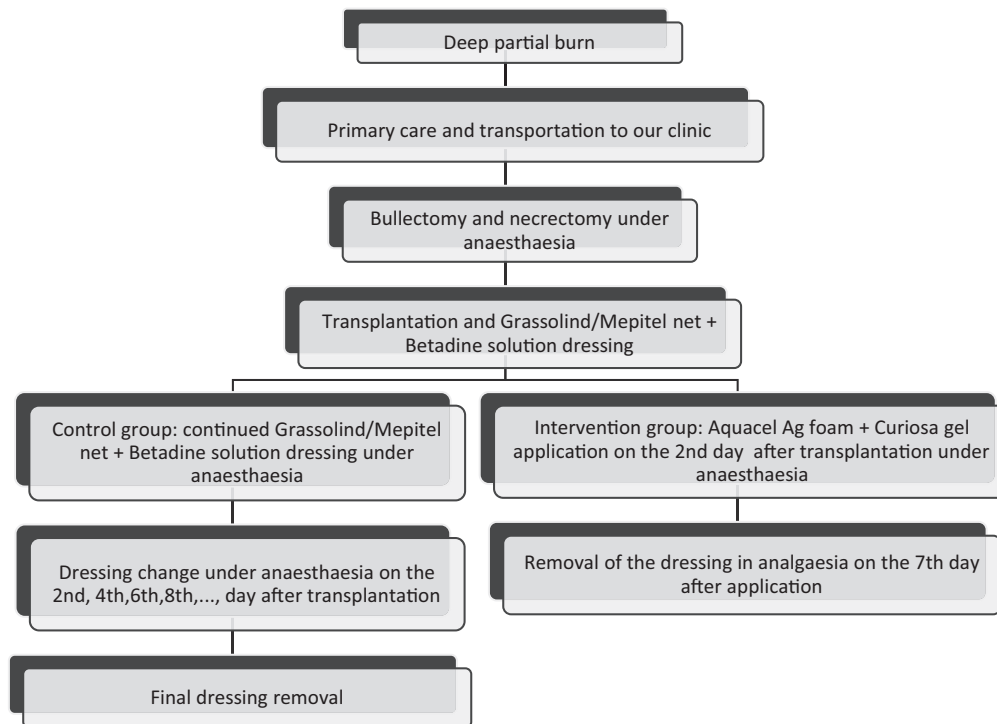 Deep partial burn
Primary care and transportation to our clinic
Bullectomy and necrectomy under
anaesthaesia
Transplantation and Grassolind/Mepitel net +
Betadine solution dressing
Control group: continued Grassolind/Mepitel
net + Betadine solution dressing under
anaesthaesia
Intervention group: Aquacel Ag foam + Curiosa gel
application on the 2nd day after transplantation under
anaesthaesia
Dressing change under anaesthaesia on the
2nd, 4th,6th,8th,..., day after transplantation
Removal of the dressing in analgaesia on the 7th day
after application
Final dressing removal